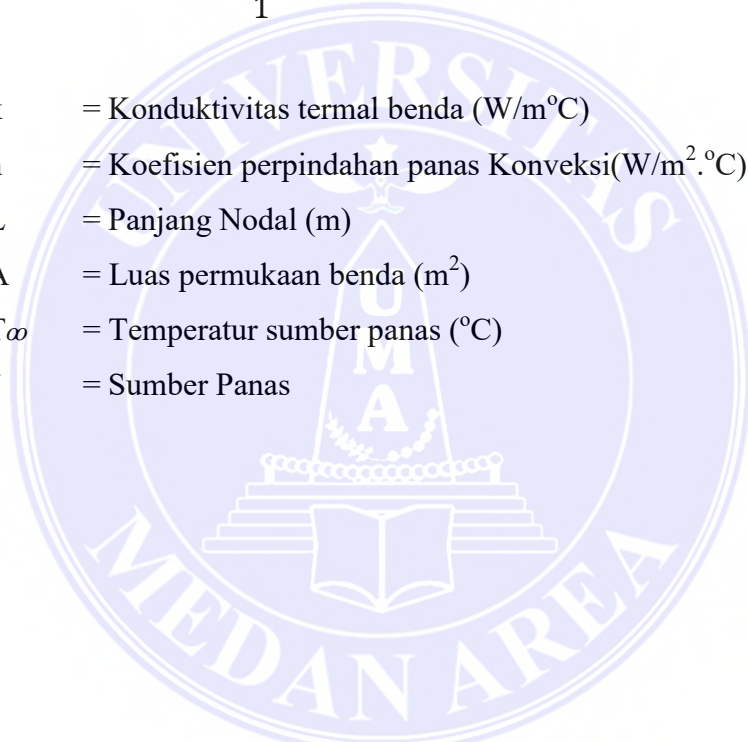 1
= Konduktivitas termal benda (W/m°C)
= Koefisien perpindahan panas Konveksi(W/m².°C)
= Panjang Nodal (m)
= Luas permukaan benda (m²)
= Temperatur sumber panas (°C)
= Sumber Panas
UNIVERSITAS
UMA
MEDAN AREA